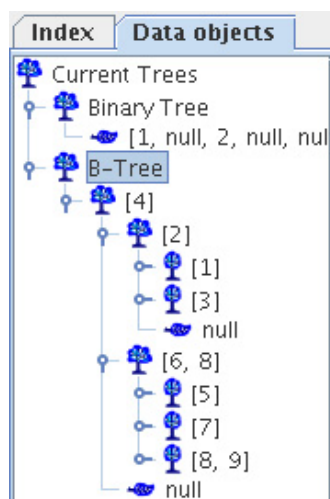 Index Data objects
Current Trees
Binary Tree
[1, null, 2, null, nul
B-Tree
[4]
[2]
[1]
[3]
null
[6, 8]
[5]
[7]
[8, 9]
null